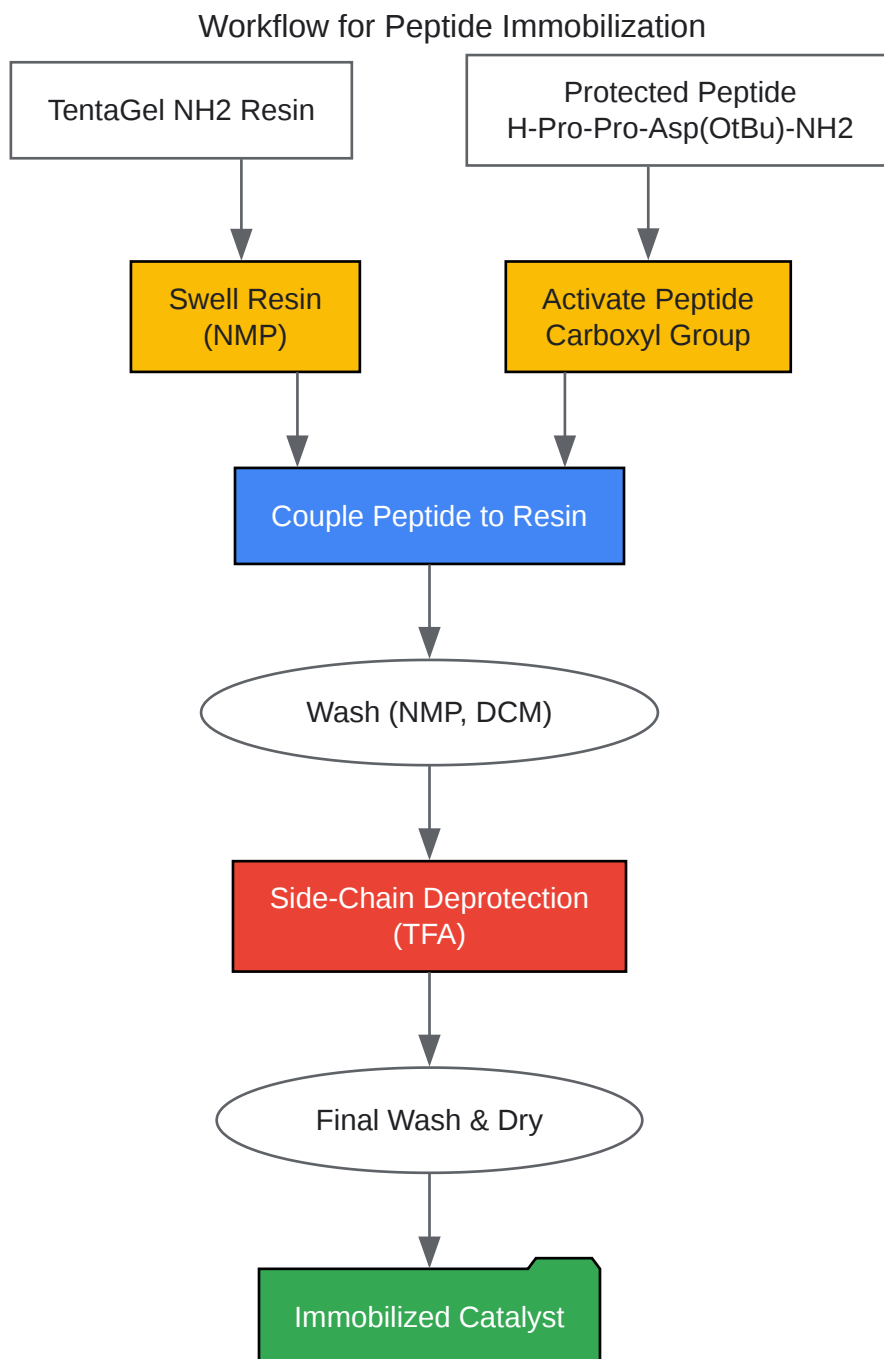 Workflow for Peptide Immobilization
TentaGel NH2 Resin
Protected Peptide
H-Pro-Pro-Asp(OtBu)-NH2
Swell Resin
(NMP)
Activate Peptide
Carboxyl Group
Couple Peptide to Resin
Wash (NMP, DCM)
Side-Chain Deprotection
(TFA)
Final Wash & Dry
Immobilized Catalyst